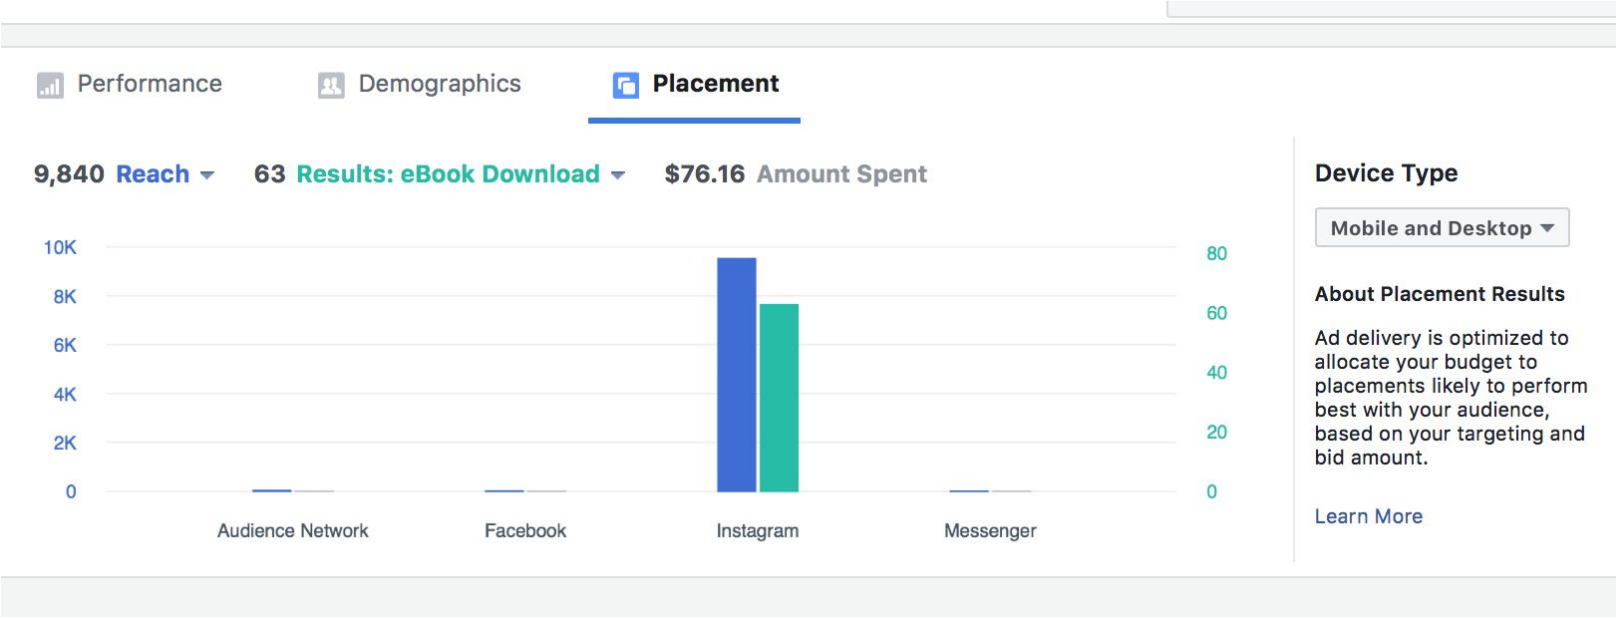 Performance
Demographics
Placement
9,840 Reach
63 Results: eBook Download
$76.16 Amount Spent
10K
8K
6K
4K
2K
0
80
60
40
20
0
Audience Network
Facebook
Instagram
Messenger
Device Type
Mobile and Desktop
About Placement Results
Ad delivery is optimized to
allocate your budget to
placements likely to perform
best with your audience,
based on your targeting and
bid amount.
Learn More